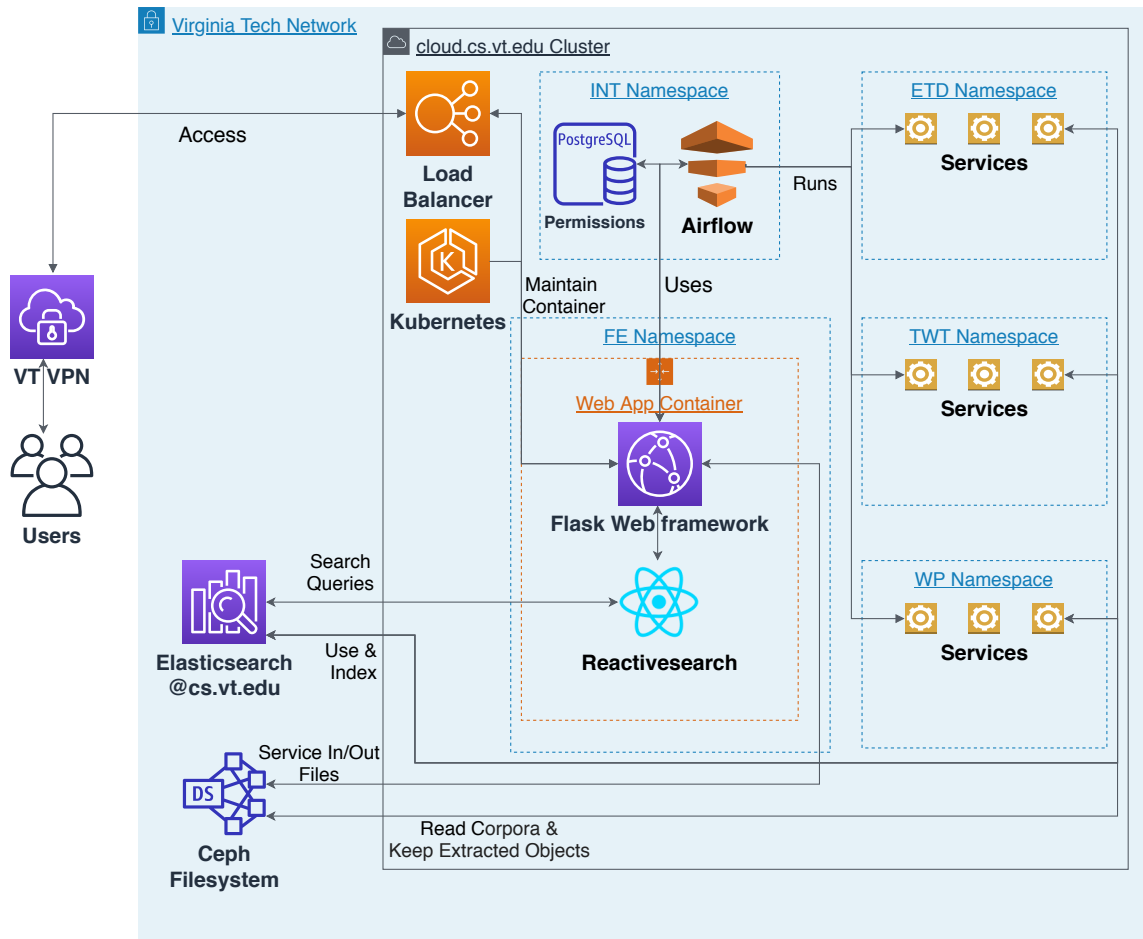 Virginia Tech Network
cloud.cs.vt.edu Cluster
Access
Load
Balancer
INT Namespace
PostgreSQL
Permissions
Airflow
Runs
ETD Namespace
Services
K
Kubernetes
Maintain
Container
Uses
VT VPN
Users
FE Namespace
Web App Container
Flask Web framework
Reactivesearch
TWT Namespace
Services
WP Namespace
Services
Search
Queries
Elasticsearch
@cs.vt.edu
Use &
Index
Service In/Out
Files
DS
Ceph
Filesystem
Read Corpora &
Keep Extracted Objects